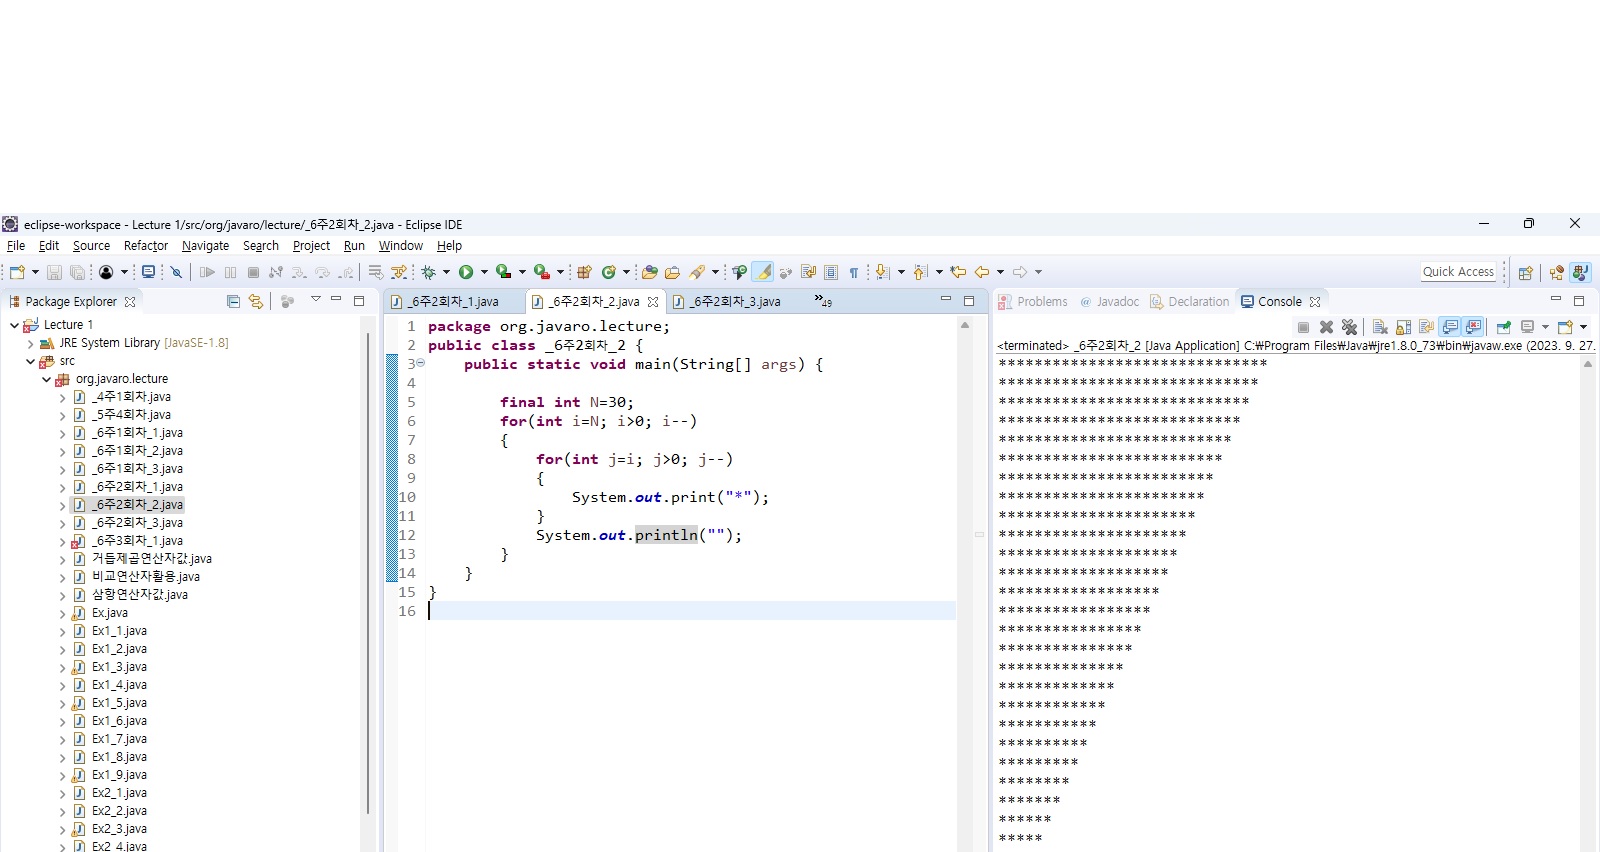 eclipse-workspace - Lecture 1/src/org/javaro/lecture/_6주2회차_2.java - Eclipse IDE
File Edit Source Refactor Navigate Search Project Run Window Help
Quick Access
Package Explorer
Lecture 1
JRE System Library [JavaSE-1.8]
src
org.javaro.lecture
_4주1회차.java
_5주4회차.java
_6주1회차_1.java
_6주1회차_2.java
_6주1회차_3.java
_6주2회차_1.java
_6주2회차_2.java
_6주2회차_3.java
_6주3회차_1.java
거듭제곱연산자값.java
비교연산자활용.java
삼항연산자값.java
Ex.java
Ex1_1.java
Ex1_2.java
Ex1_3.java
Ex1_4.java
Ex1_5.java
Ex1_6.java
Ex1_7.java
Ex1_8.java
Ex1_9.java
Ex2_1.java
Ex2_2.java
Ex2_3.java
Ex2_4.java
_6주2회차_1.java _6주2회차_2.java _6주2회차_3.java »49
1 package org.javaro.lecture;
2 public class _6주2회차_2 {
3 public static void main(String[] args) {
4
5 final int N=30;
6 for(int i=N; i>0; i--)
7 {
8 for(int j=i; j>0; j--)
9 {
10 System.out.print("*");
11 }
12 System.out.println("");
13 }
14 }
15 }
16
Problems @ Javadoc Declaration Console
<terminated> _6주2회차_2 [Java Application] C:₩Program Files₩Java₩jre1.8.0_73₩bin₩javaw.exe (2023. 9. 27.
******************************
*****************************
****************************
***************************
**************************
*************************
************************
***********************
**********************
*********************
********************
*******************
******************
*****************
****************
***************
**************
*************
************
***********
**********
*********
********
*******
******
*****